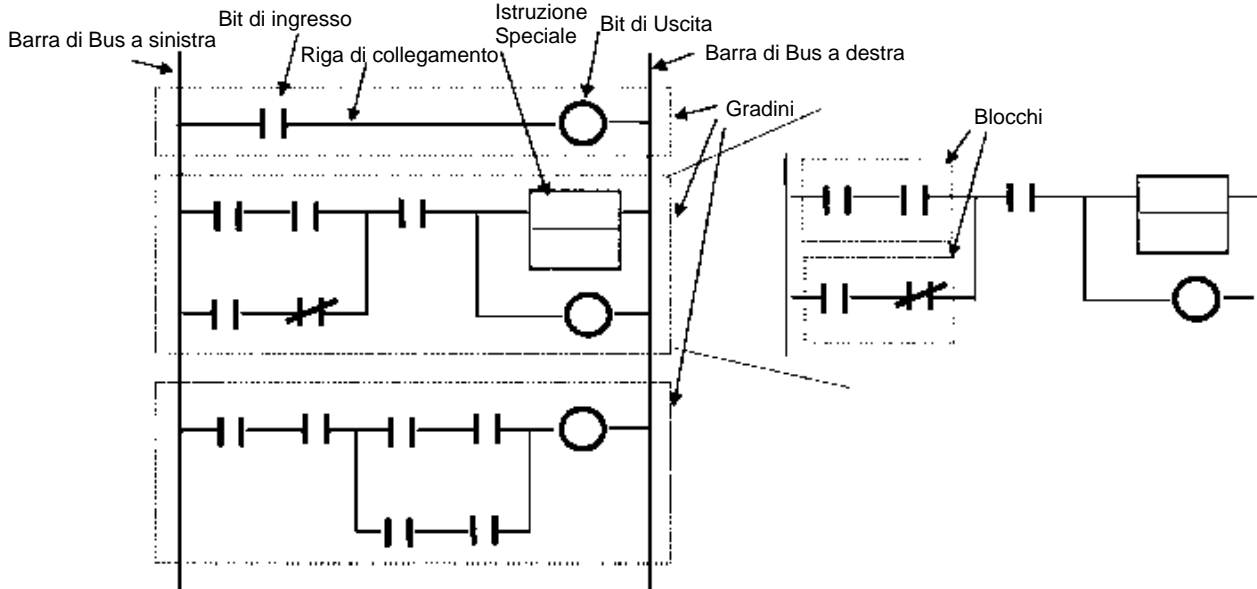 Barra di Bus a sinistra
Bit di ingresso
Riga di collegamento
Istruzione
Speciale
Bit di Uscita
Barra di Bus a destra
Gradini
Blocchi